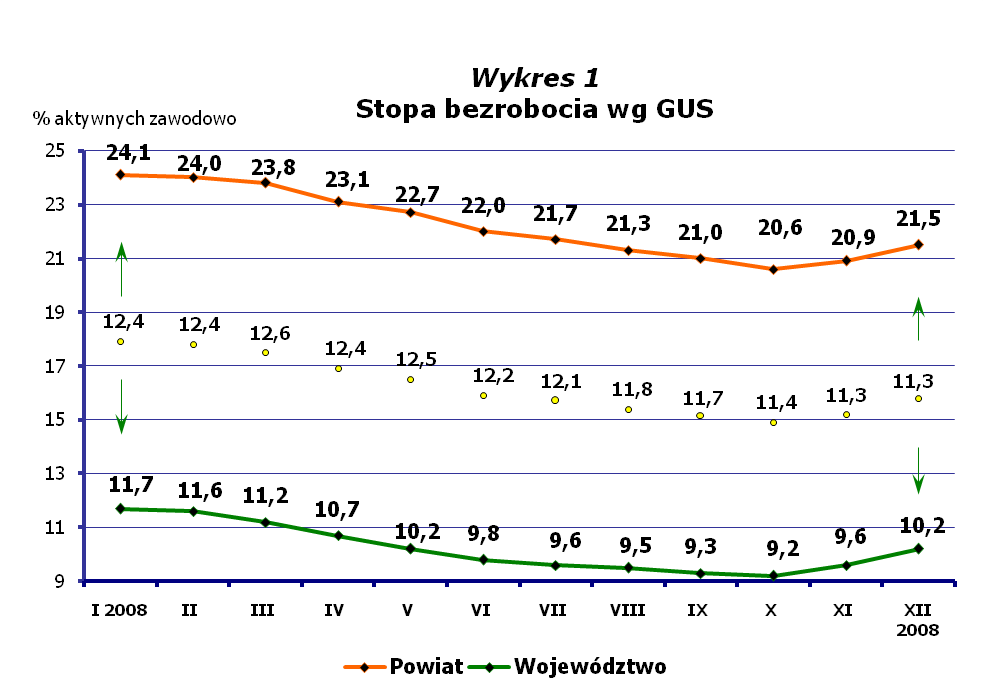 Wykres 1
Stopa bezrobocia wg GUS
% aktywnych zawodowo
25
23
21
19
17
15
13
11
9
24,1 24,0 23,8 23,1 22,7 22,0 21,7 21,3 21,0 20,6 20,9 21,5
12,4 12,4 12,6 12,4 12,5 12,2 12,1 11,8 11,7 11,4 11,3 11,3
11,7 11,6 11,2 10,7 10,2 9,8 9,6 9,5 9,3 9,2 9,6 10,2
I 2008 II III IV V VI VII VIII IX X XI XII
2008
Powiat Województwo